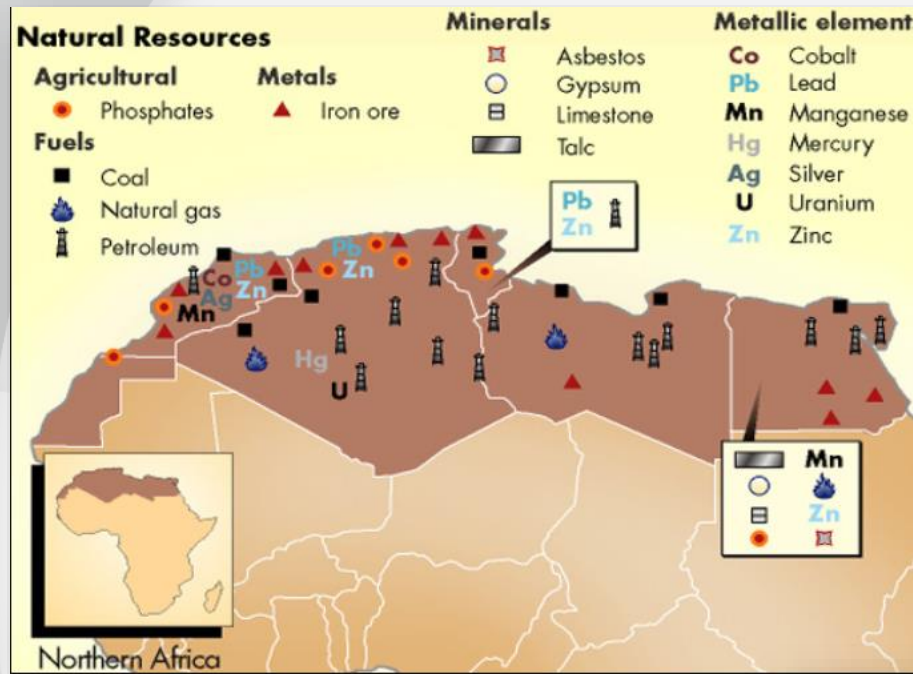 Natural Resources
Agricultural
Phosphates
Metals
Iron ore
Fuels
Coal
Natural gas
Petroleum
Minerals
Asbestos
Gypsum
Limestone
Talc
Metallic element
Co Cobalt
Pb Lead
Mn Manganese
Hg Mercury
Ag Silver
U Uranium
Zn Zinc
Pb
Zn
Pb
Zn
Co
Ag
Pb
Zn
Mn
Hg
U
Mn
Zn
Northern Africa